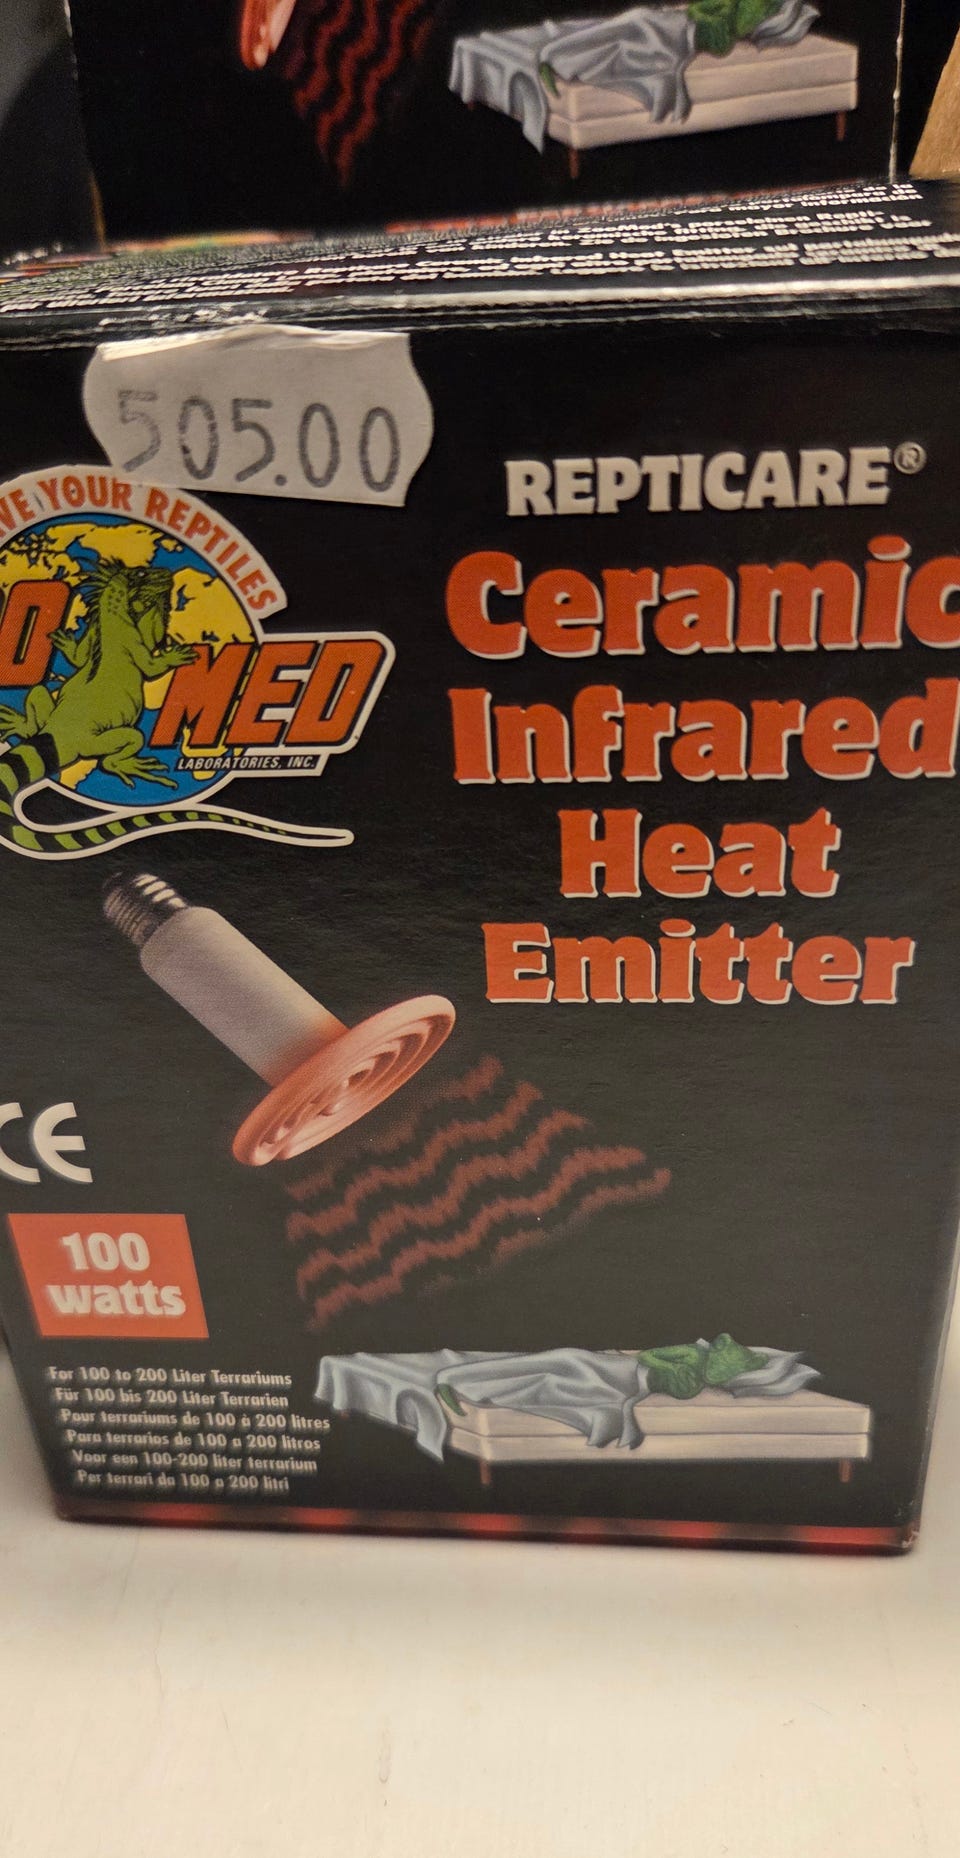 505.00
REPTICARE®
Ceramic
Infrared
Heat
Emitter
YOUR REPTILES
MED
LABORATORIES, INC.
CE
100
watts
For 100 to 200 Liter Terrariums
Für 100 bis 200 Liter Terrarien
Pour terrariums de 100 à 200 litres
Para terrarios de 100 a 200 litros
Voor een 100-200 liter terrarium
Per terrari da 100 a 200 litri